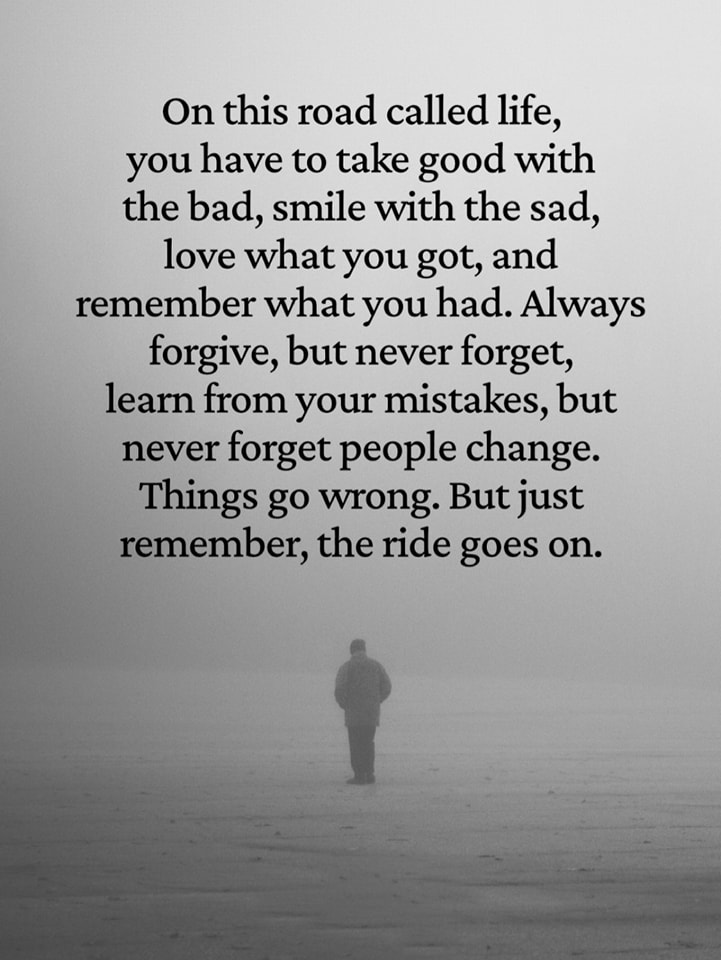 On this road called life,
you have to take good with
the bad, smile with the sad,
love what you got, and
remember what you had. Always
forgive, but never forget,
learn from your mistakes, but
never forget people change.
Things go wrong. But just
remember, the ride goes on.